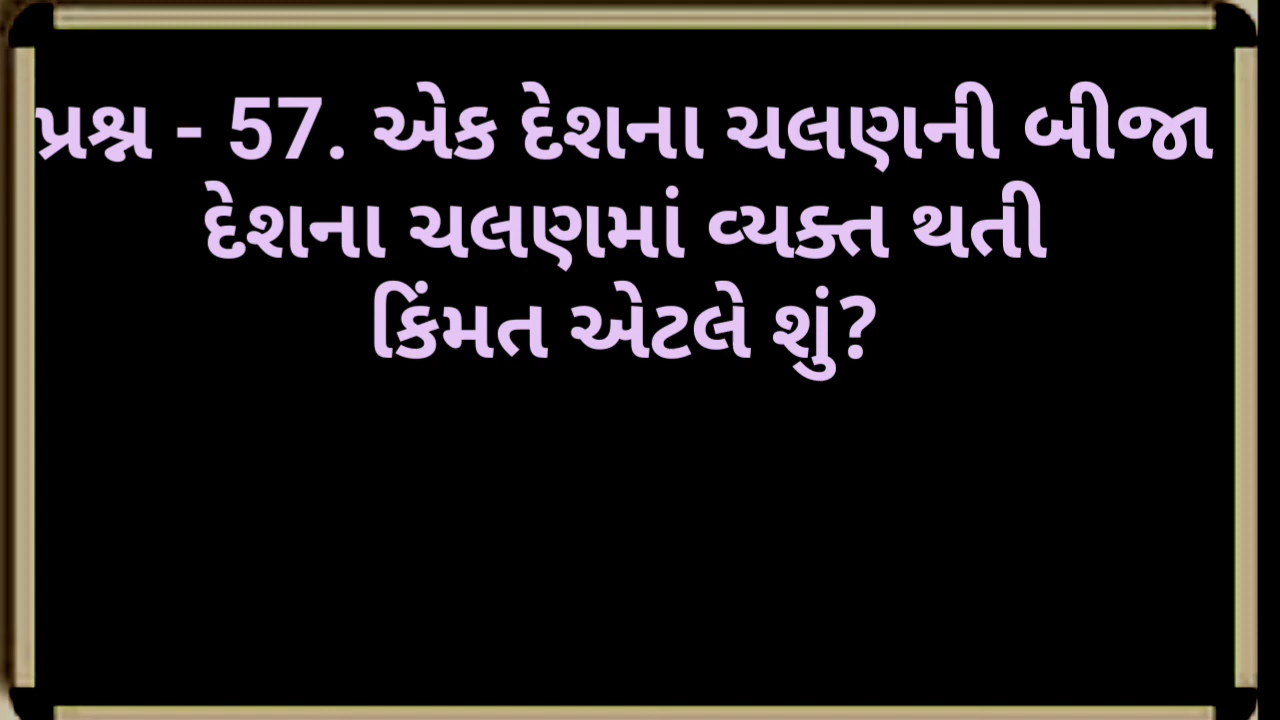 પ્રશ્ન - 57. એક દેશના ચલણની બીજા
દેશના ચલણમાં વ્યક્ત થતી
કિંમત એટલે શું?